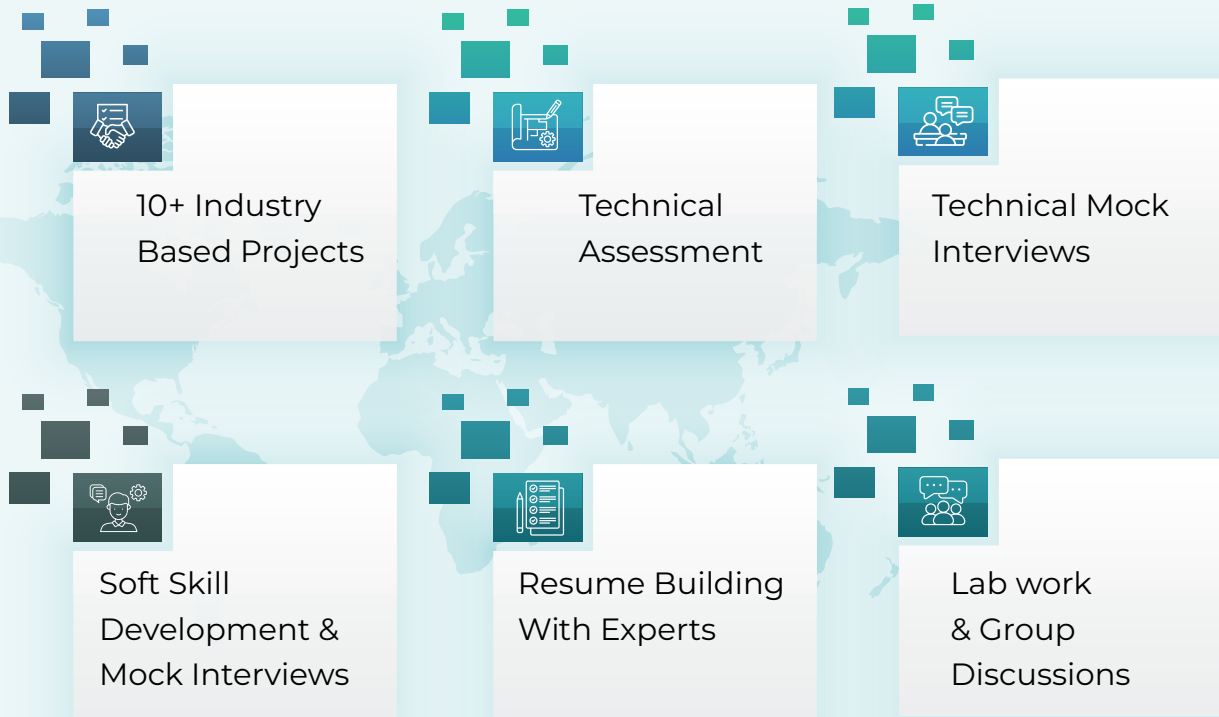 10+ Industry
Based Projects
Technical
Assessment
Technical Mock
Interviews
Soft Skill
Development &
Mock Interviews
Resume Building
With Experts
Lab work
& Group
Discussions